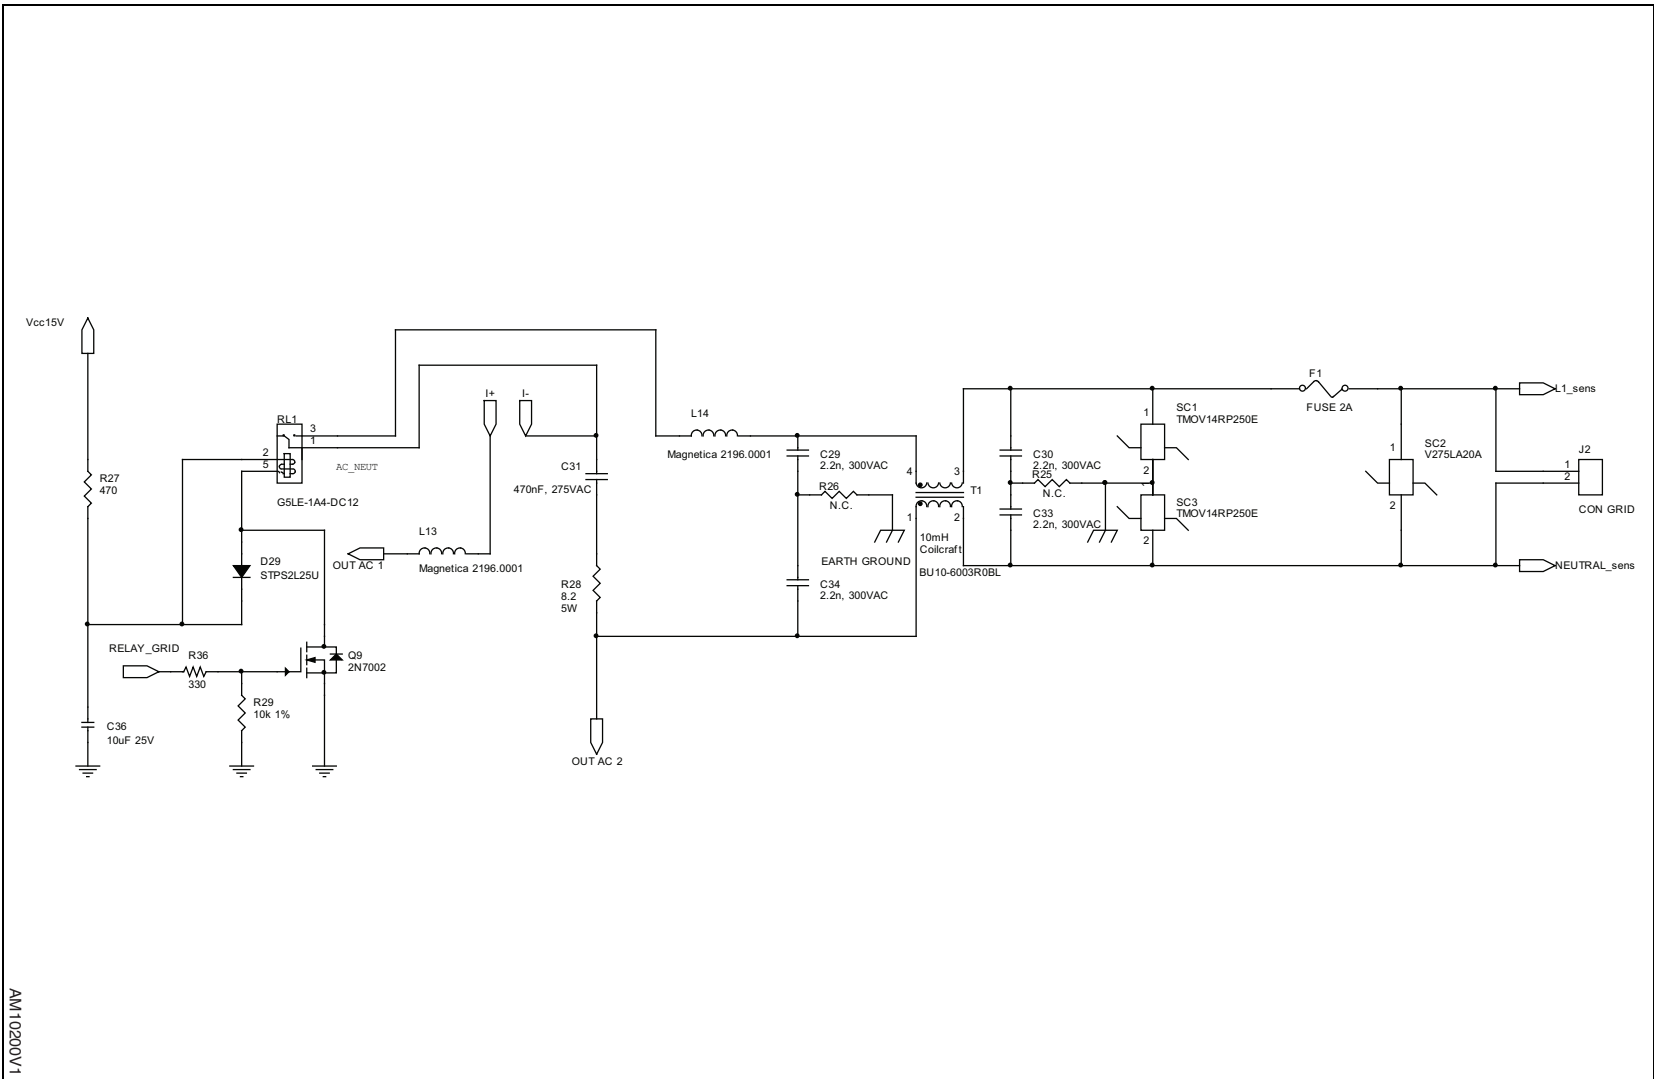 Vcc15V
R27
470
C36
10uF 25V
RL1
3
1
2
5
G5LE-1A4-DC12
AC_NEUT
D29
STPS2L25U
RELAY_GRID
R36
330
R29
10k 1%
Q9
2N7002
I+
I-
L13
Magnetica 2196.0001
OUT AC 1
C31
470nF, 275VAC
R28
8.2
5W
OUT AC 2
L14
Magnetica 2196.0001
C29
2.2n, 300VAC
R26
N.C.
EARTH GROUND
C34
2.2n, 300VAC
4
3
T1
1
2
10mH
Coilcraft
BU10-6003R0BL
C30
2.2n, 300VAC
R25
N.C.
C33
2.2n, 300VAC
1
SC1
TMOV14RP250E
2
1
SC3
TMOV14RP250E
2
F1
FUSE 2A
1
SC2
V275LA20A
2
L1_sens
J2
1
2
CON GRID
NEUTRAL_sens
AM10200V1